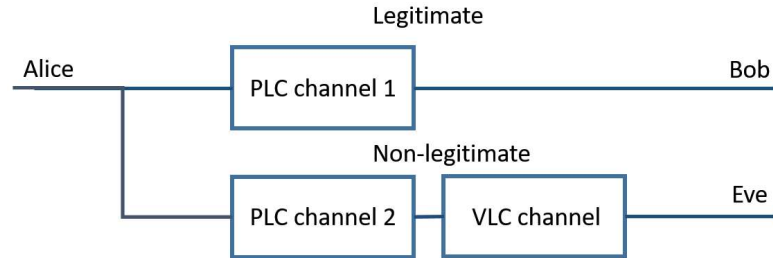 Legitimate
Alice
PLC channel 1
Bob
Non-legitimate
PLC channel 2
VLC channel
Eve